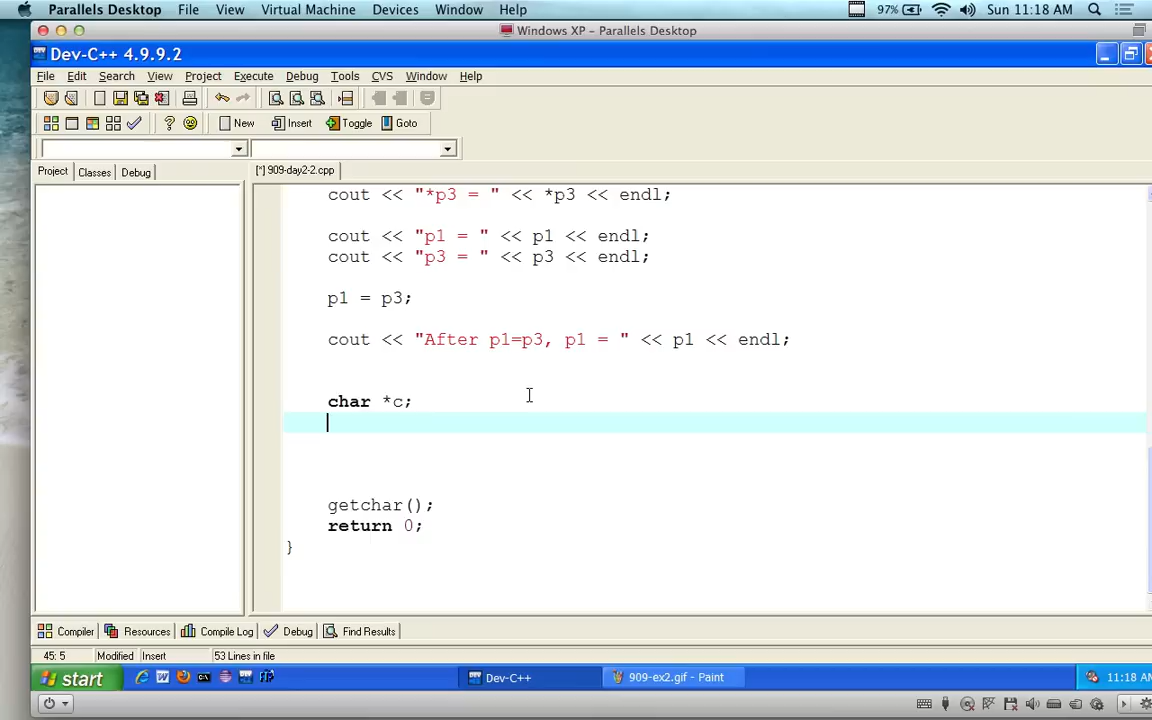 Parallels Desktop File View Virtual Machine Devices Window Help 97% Sun 11:18 AM
Windows XP – Parallels Desktop
Dev-C++ 4.9.9.2
File Edit Search View Project Execute Debug Tools CVS Window Help
New Insert Toggle Goto
Project Classes Debug
[*] 909-day2-2.cpp
cout << "*p3 = " << *p3 << endl;
cout << "p1 = " << p1 << endl;
cout << "p3 = " << p3 << endl;
p1 = p3;
cout << "After p1=p3, p1 = " << p1 << endl;
char *c;
getchar();
return 0;
}
Compiler Resources Compile Log Debug Find Results
45: 5 Modified Insert 53 Lines in file
start Dev-C++ 909-ex2.gif - Paint 11:18 AM